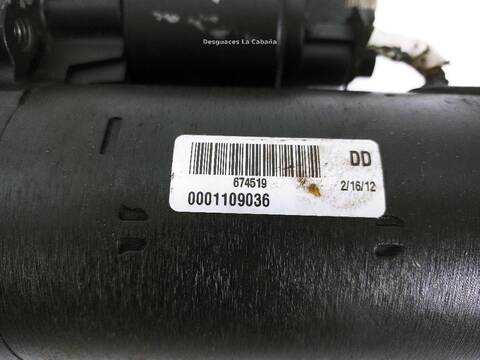 Desguaces La Cabaña
DD
674519
2/16/12
0001109036